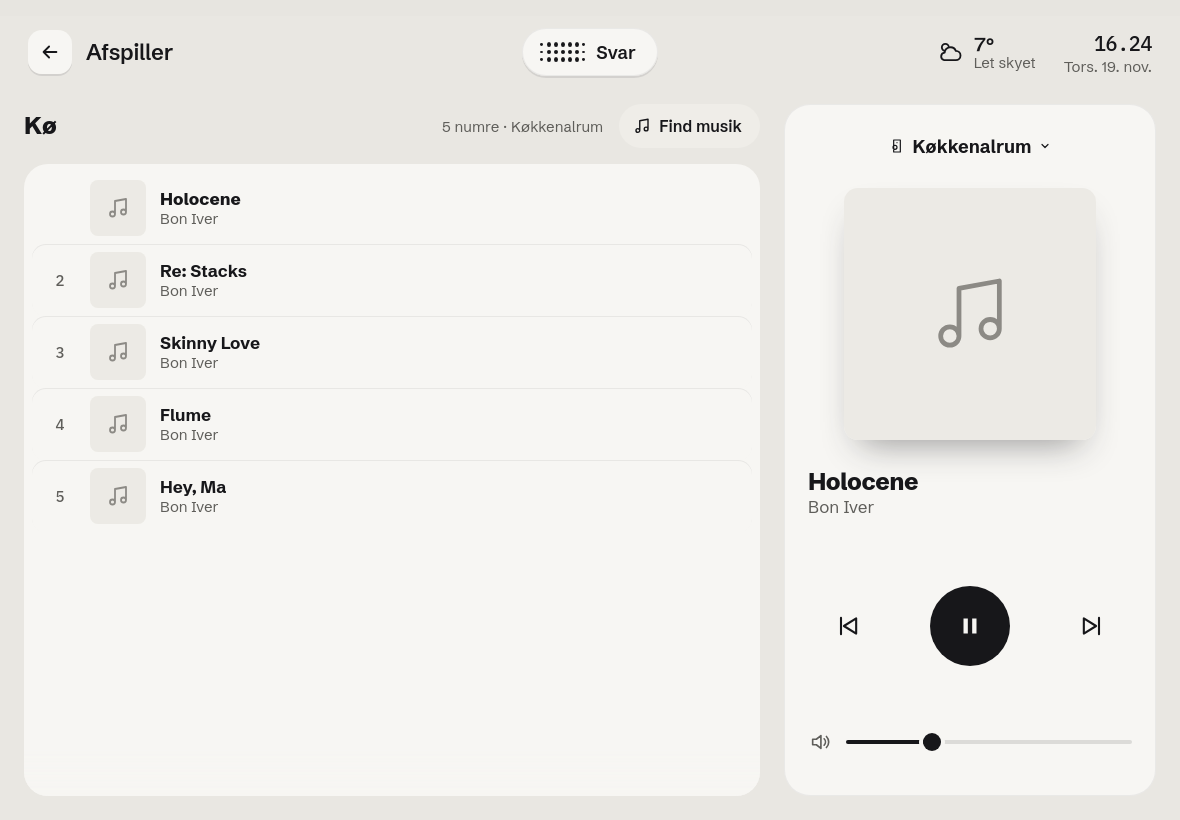 Afspiller
Svar
7°
Let skyet
16.24
Tors. 19. nov.
Kø
5 numre · Køkkenalrum
Find musik
Holocene
Bon Iver
2
Re: Stacks
Bon Iver
3
Skinny Love
Bon Iver
4
Flume
Bon Iver
5
Hey, Ma
Bon Iver
Køkkenalrum
Holocene
Bon Iver